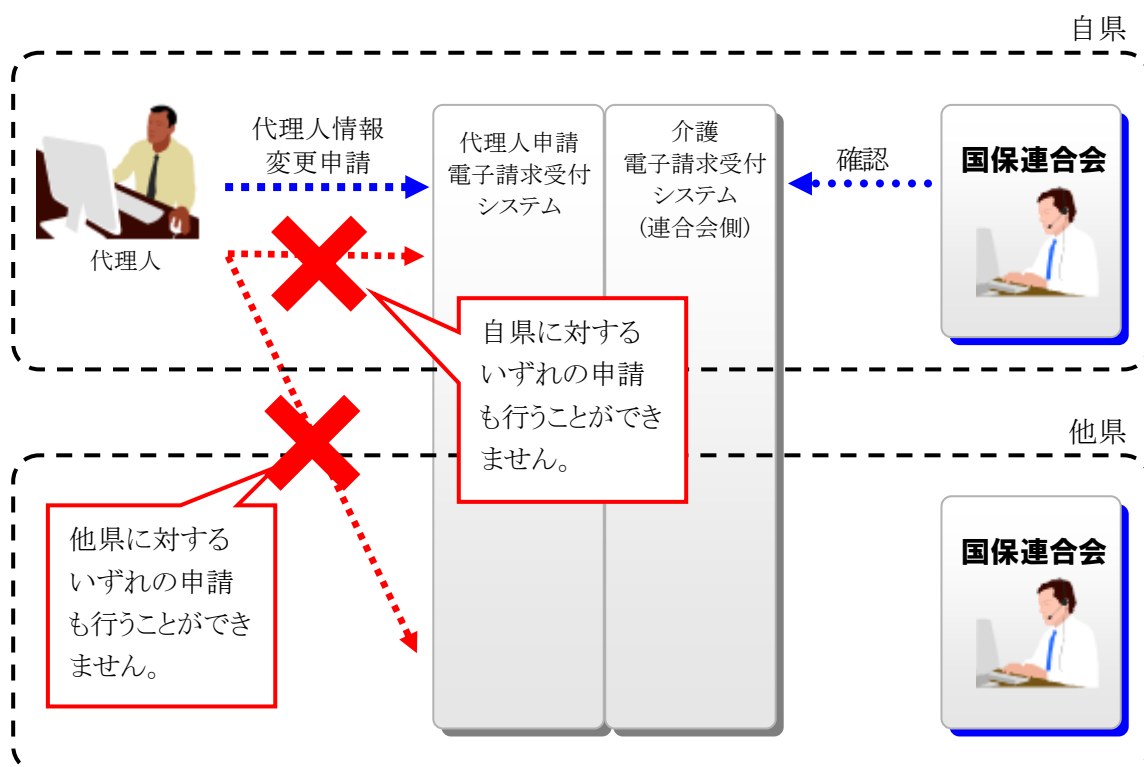 自県
代理人情報
変更申請
代理人
代理人申請
電子請求受付
システム
介護
電子請求受付
システム
(連合会側)
確認
国保連合会
自県に対する
いずれの申請
も行うことができ
ません。
他県
他県に対する
いずれの申請
も行うことができ
ません。
国保連合会